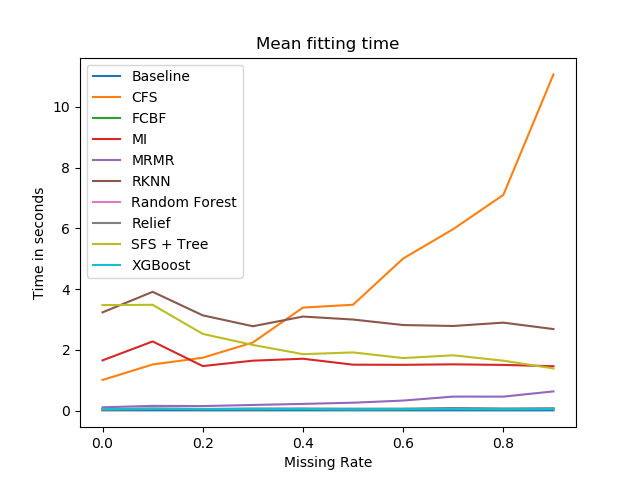 Mean fitting time
Baseline
CFS
FCBF
MI
MRMR
RKNN
Random Forest
Relief
SFS + Tree
XGBoost
Time in seconds
10
8
6
4
2
0
0.0 0.2 0.4 0.6 0.8
Missing Rate